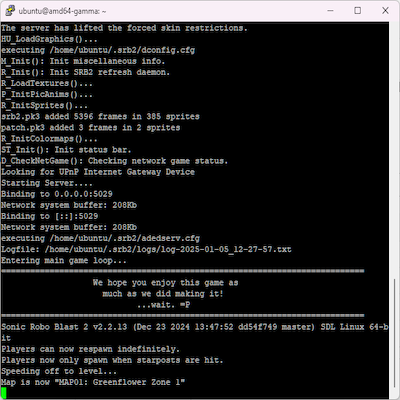 ubuntu@amd64-gamma: ~
The server has lifted the forced skin restrictions.
HU_LoadGraphics()...
executing /home/ubuntu/.srb2/dconfig.cfg
M_Init(): Init miscellaneous info.
R_Init(): Init SRB2 refresh daemon.
R_LoadTextures()...
P_InitPicAnims()...
R_InitSprites()...
srb2.pk3 added 5396 frames in 385 sprites
patch.pk3 added 3 frames in 2 sprites
R_InitColormaps()...
ST_Init(): Init status bar.
D_CheckNetGame(): Checking network game status.
Looking for UPnP Internet Gateway Device
Starting Server....
Binding to 0.0.0.0:5029
Network system buffer: 208Kb
Binding to [::]:5029
Network system buffer: 208Kb
executing /home/ubuntu/.srb2/adedserv.cfg
Logfile: /home/ubuntu/.srb2/logs/log-2025-01-05_12-27-57.txt
Entering main game loop...
===========================================================================
We hope you enjoy this game as
much as we did making it!
...wait. =P
===========================================================================
Sonic Robo Blast 2 v2.2.13 (Dec 23 2024 13:47:52 dd54f749 master) SDL Linux 64-b
it
Players can now respawn indefinitely.
Players now only spawn when starposts are hit.
Speeding off to level...
Map is now "MAP01: Greenflower Zone 1"